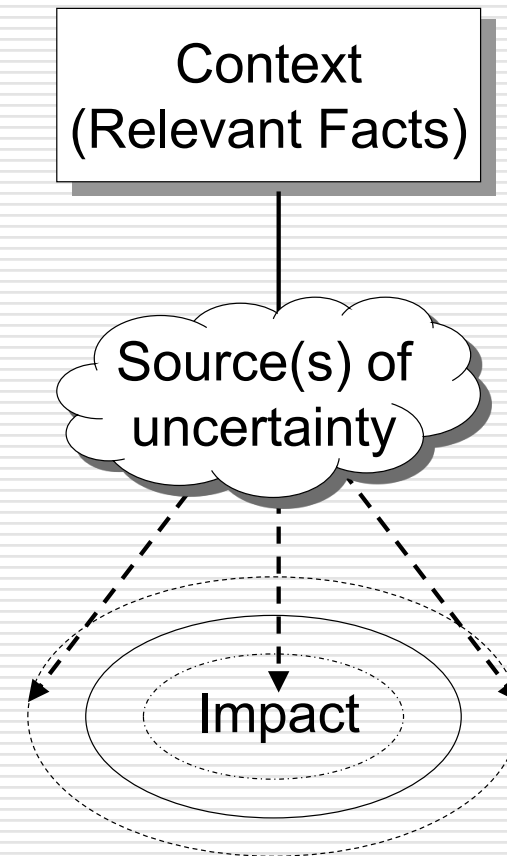 Context
(Relevant Facts)
Source(s) of
uncertainty
Impact